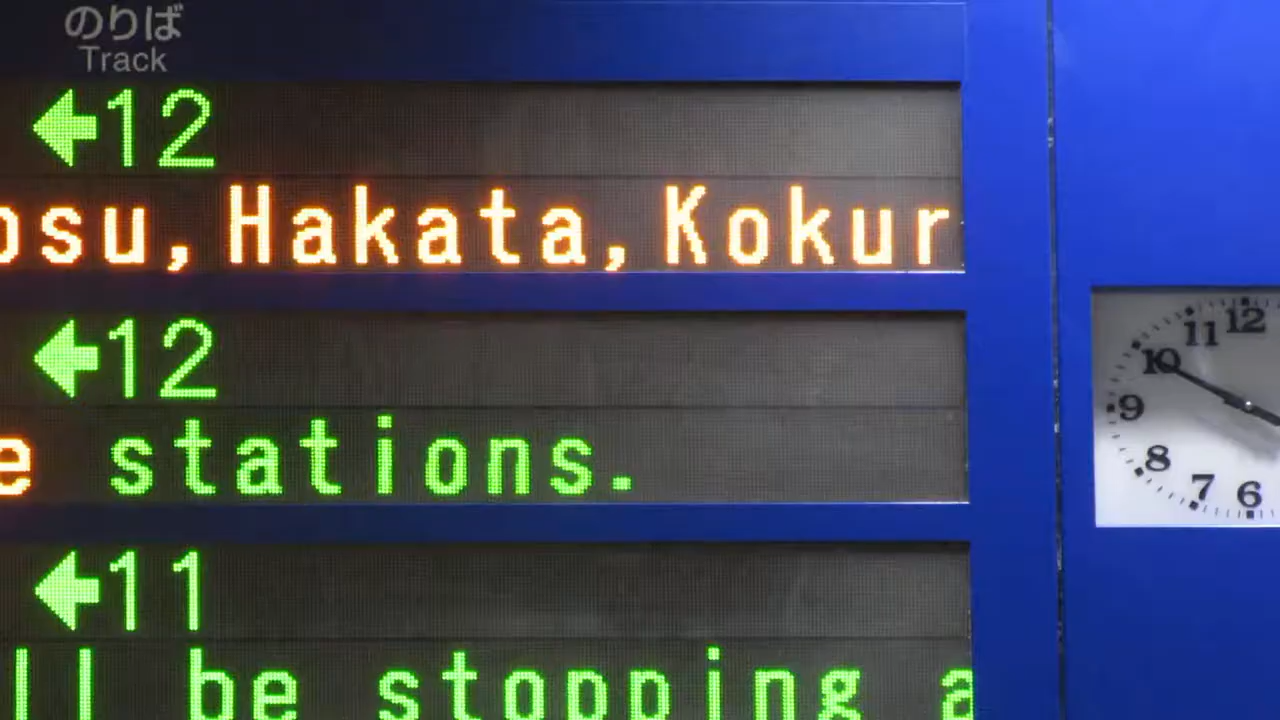 のりば
Track
←12
osu,Hakata,Kokur
←12
e stations.
←11
ll be stopping a
12
11
10
9
8
7
6